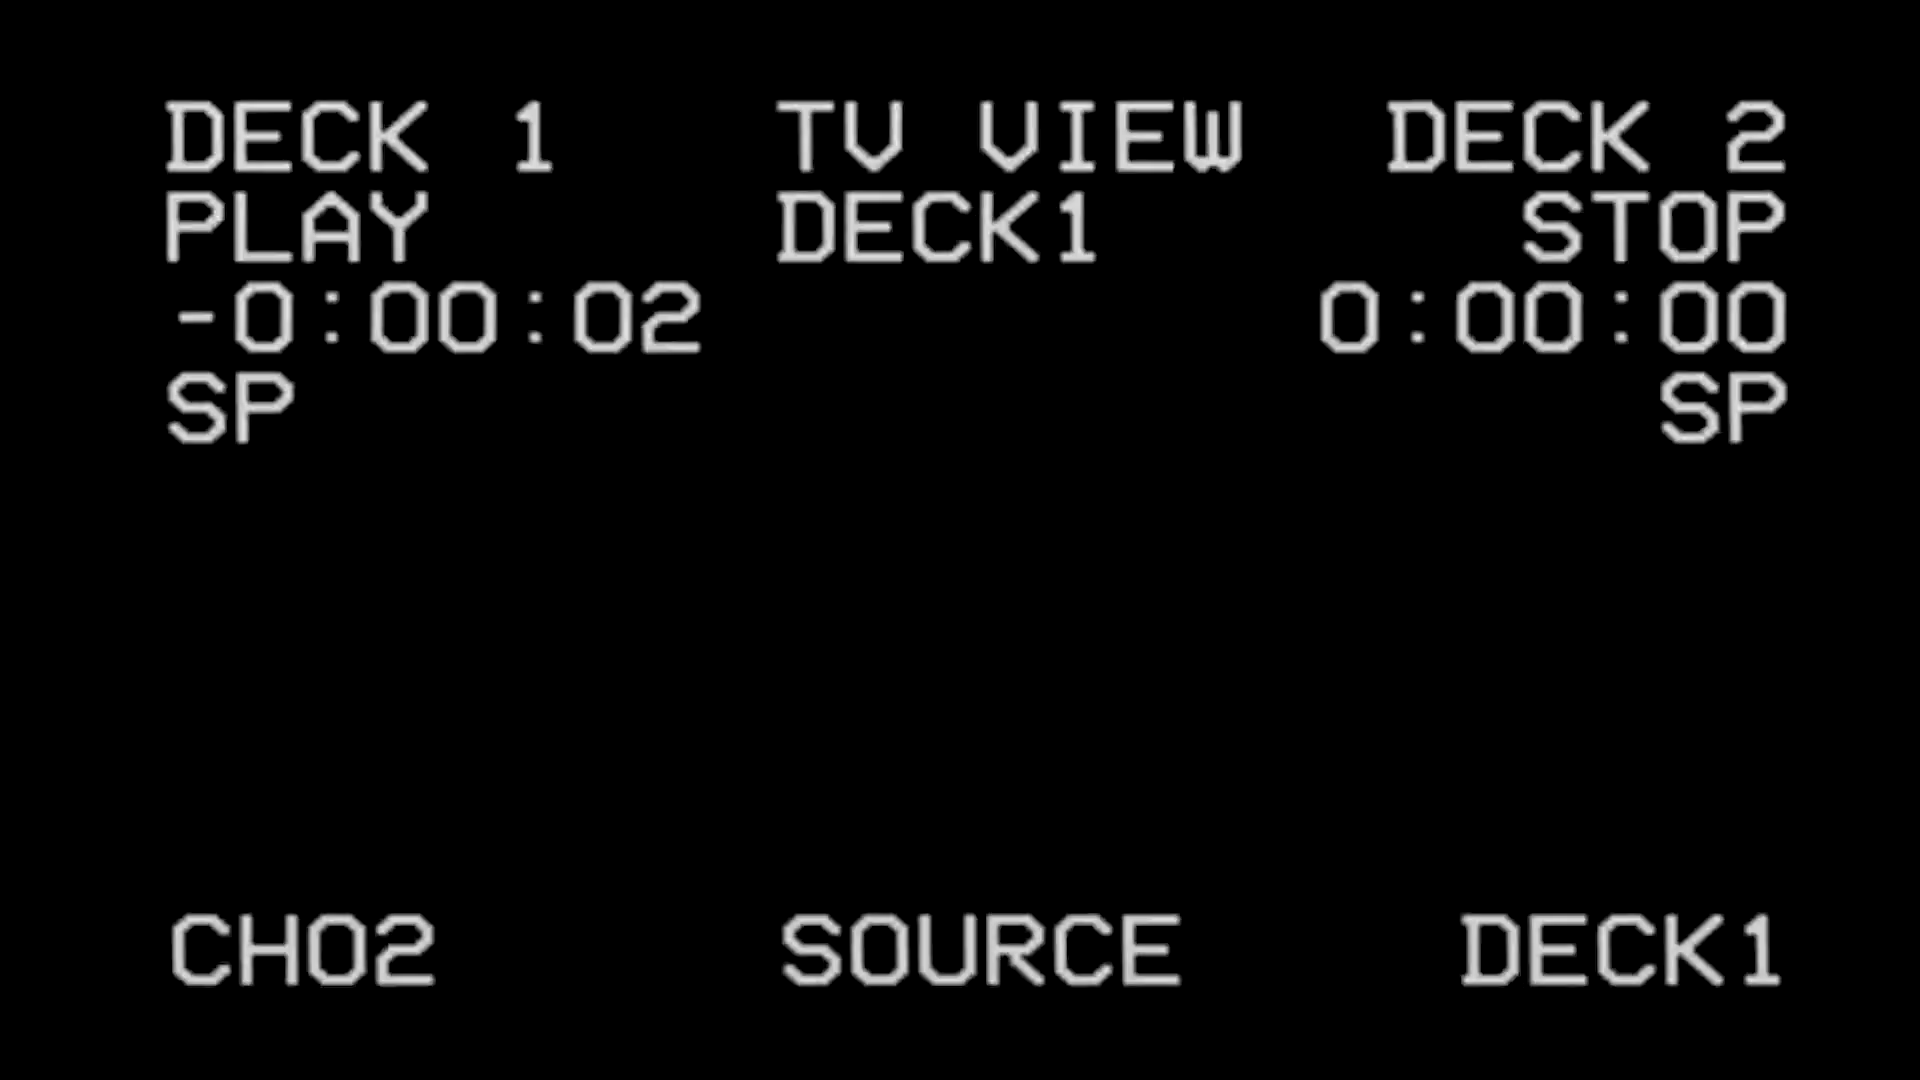 DECK 1 TV VIEW DECK 2
PLAY DECK1 STOP
-0:00:02 0:00:00
SP SP
CH02 SOURCE DECK1